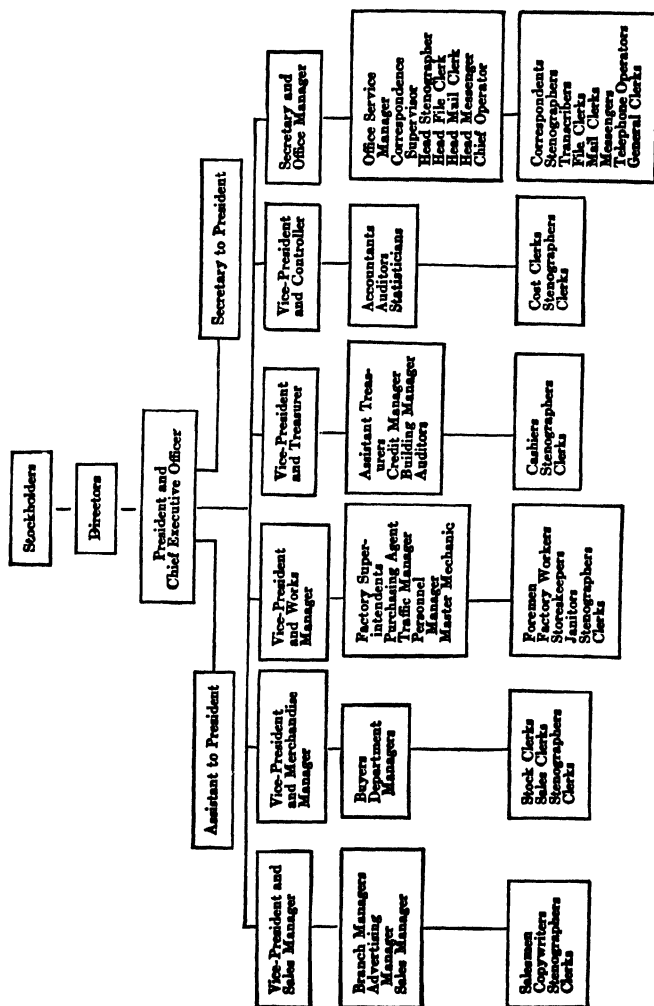 Stockholders
Directors
President and
Chief Executive Officer
Assistant to President
Secretary to President
Vice-President and
Sales Manager
Vice-President
and Merchandise
Manager
Vice-President
and Works
Manager
Vice-President
and Treasurer
Vice-President
and Controller
Secretary and
Office Manager
Branch Managers
Advertising
Manager
Sales Manager
Buyers
Department
Managers
Factory Super-
intendents
Purchasing Agent
Traffic Manager
Personnel
Manager
Master Mechanic
Assistant Treas-
urers
Credit Manager
Building Manager
Auditors
Accountants
Auditors
Statisticians
Office Service
Manager
Correspondence
Supervisor
Head Stenographer
Head File Clerk
Head Mail Clerk
Head Messenger
Chief Operator
Salesmen
Copywriters
Stenographers
Clerks
Stock Clerks
Sales Clerks
Stenographers
Clerks
Foremen
Factory Workers
Storeskeepers
Janitors
Stenographers
Clerks
Cashiers
Stenographers
Clerks
Cost Clerks
Stenographers
Clerks
Correspondents
Stenographers
Transcribers
File Clerks
Mail Clerks
Messengers
Telephone Operators
General Clerks